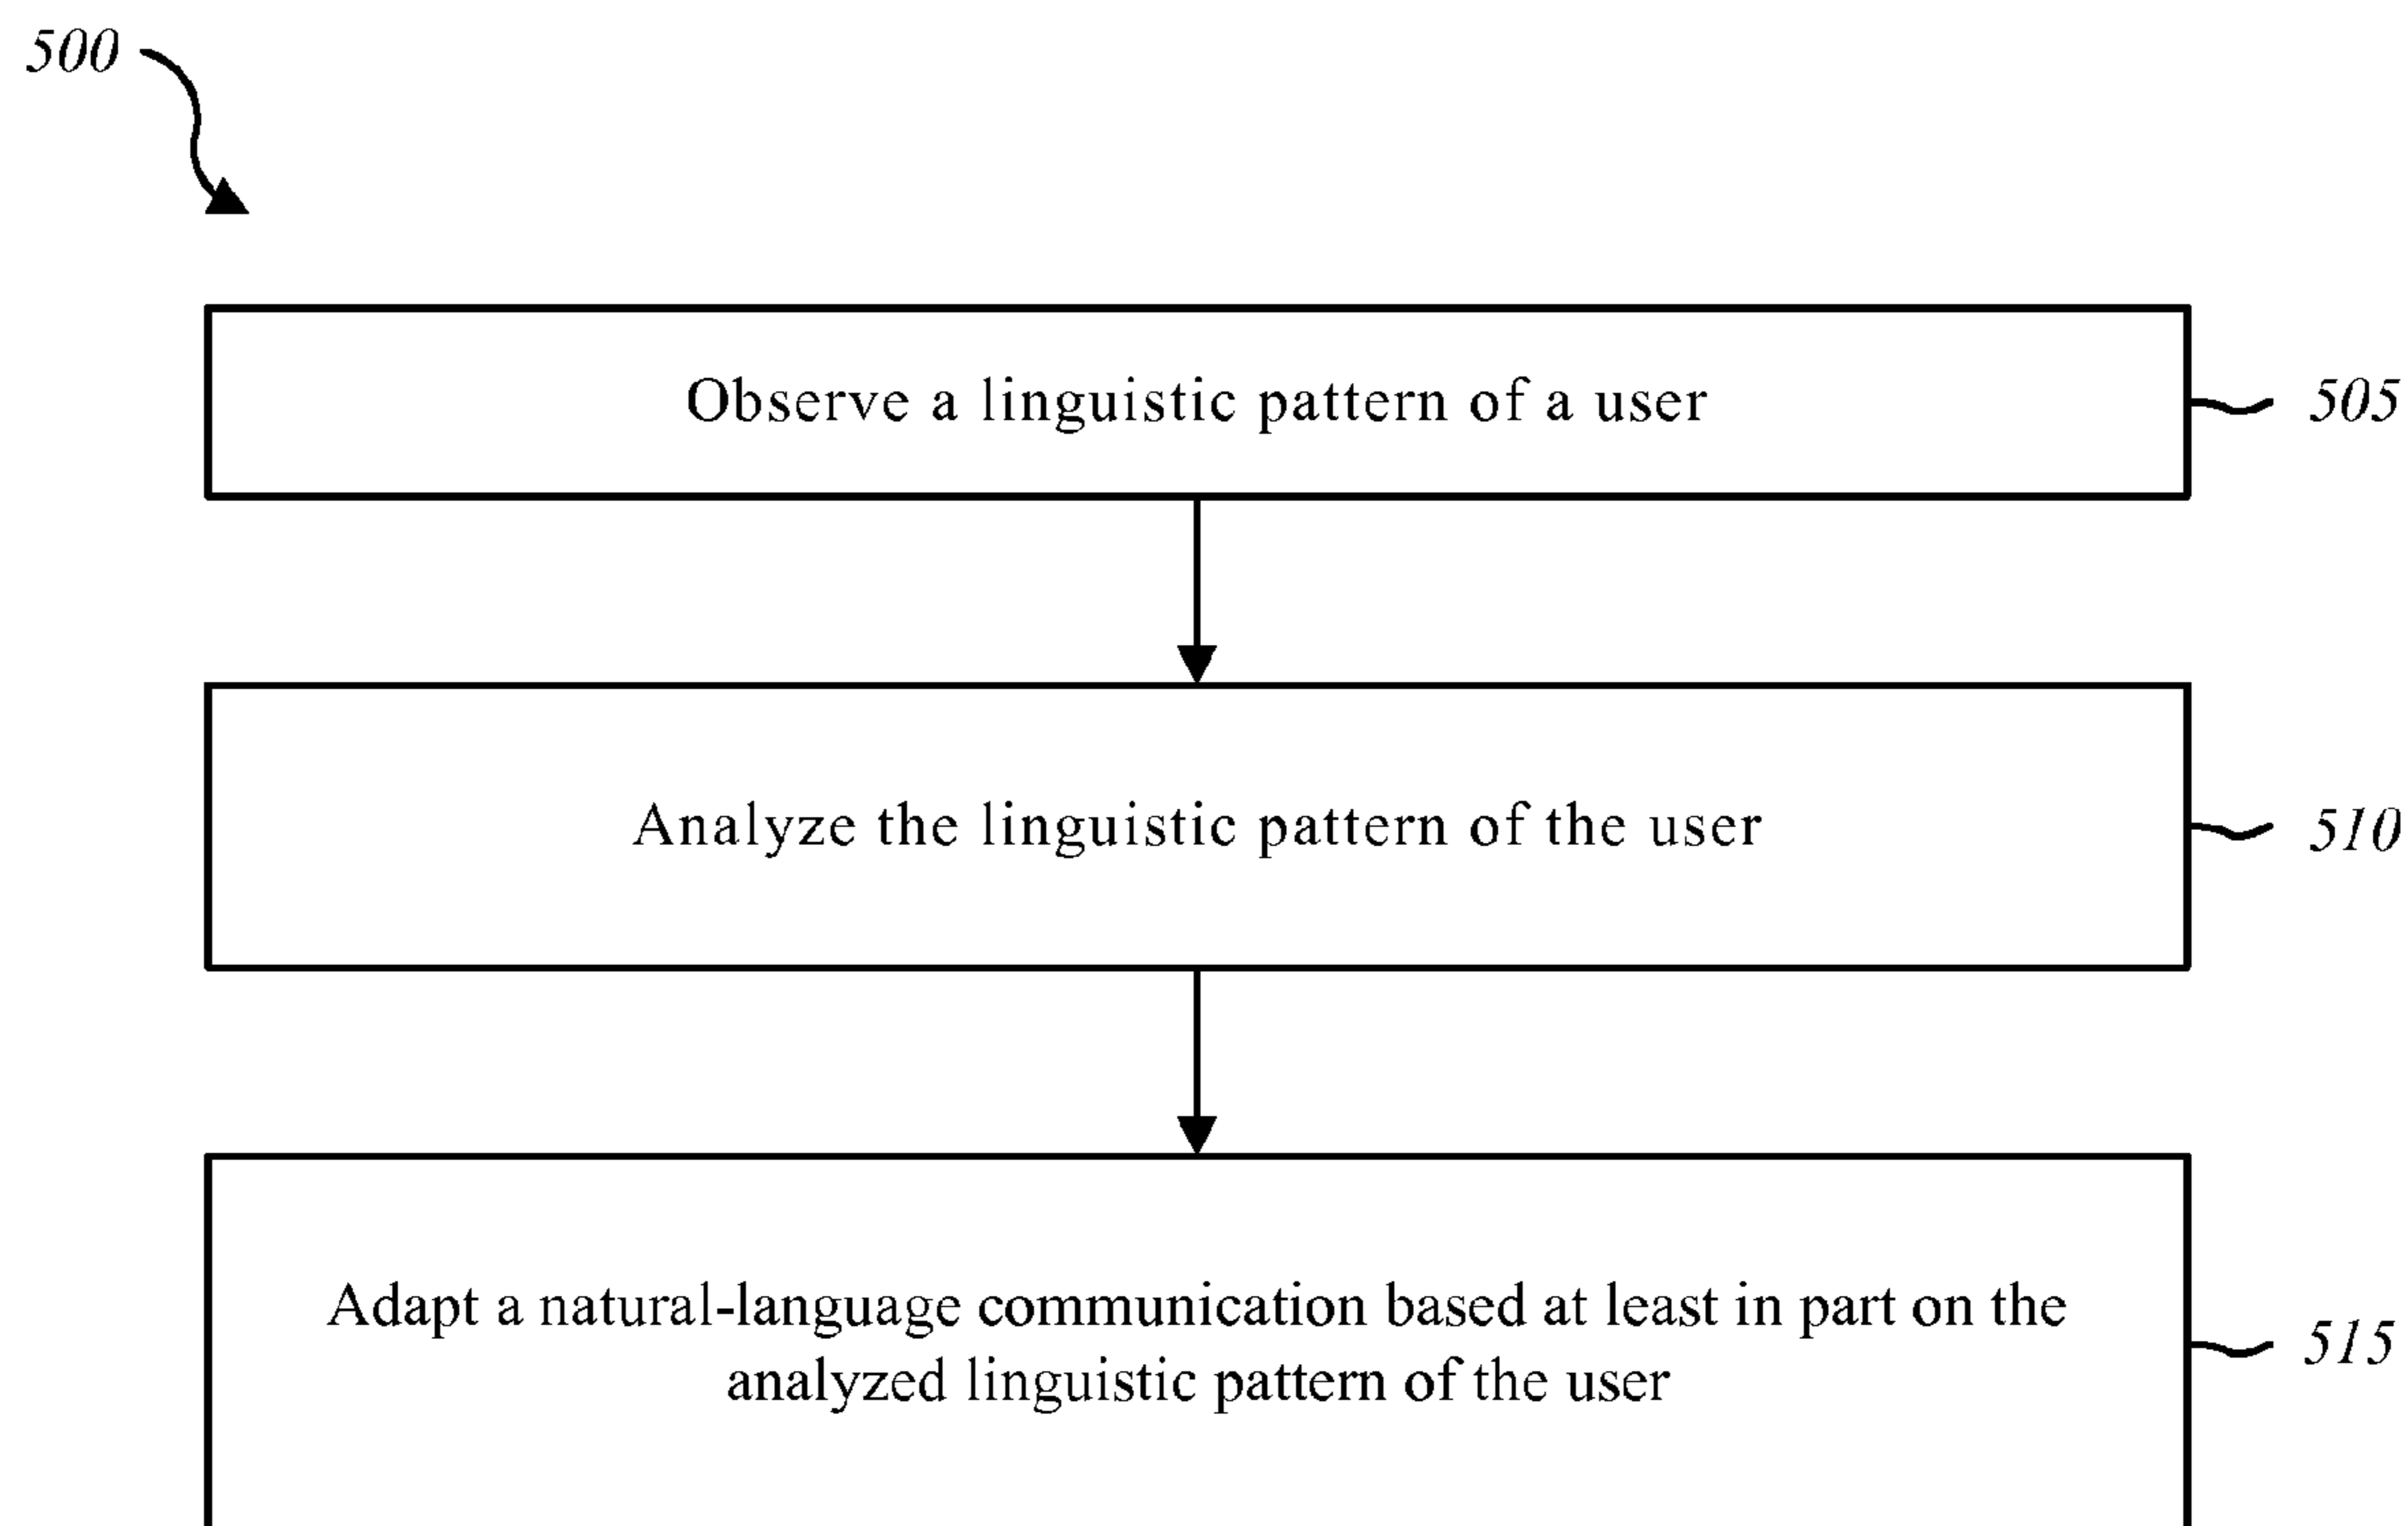 500
Observe a linguistic pattern of a user
505
Analyze the linguistic pattern of the user
510
Adapt a natural-language communication based at least in part on the
analyzed linguistic pattern of the user
515